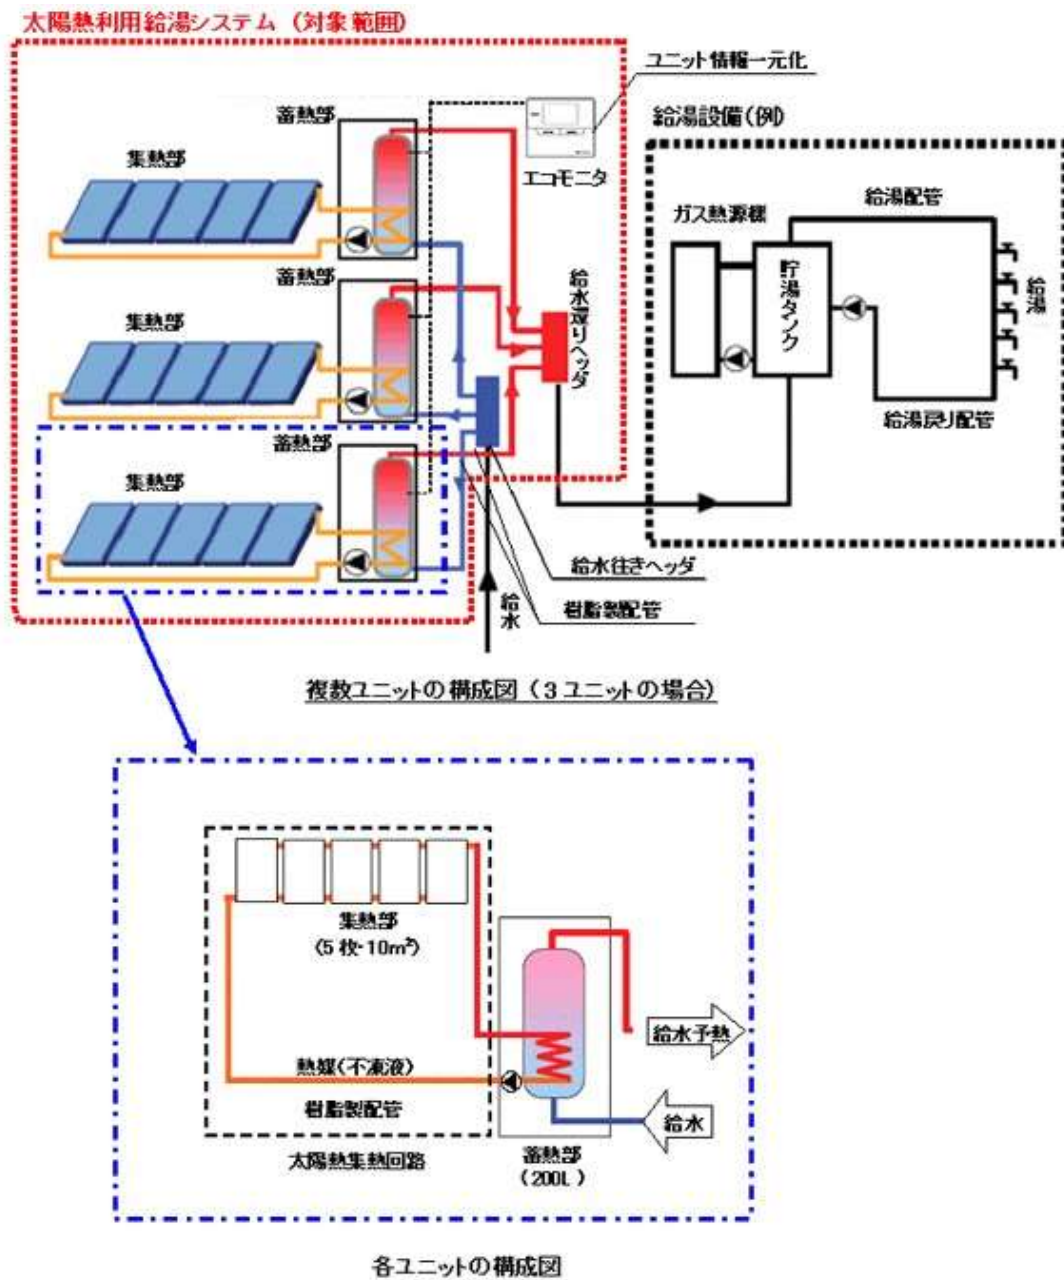 太陽熱利用給湯システム (対象範囲)
ユニット情報一元化
給湯設備(例)
蓄熱部
集熱部
エコモニタ
ガス熱源機
給湯配管
貯湯タンク
給湯
給湯戻り配管
蓄熱部
集熱部
給水還りヘッダ
蓄熱部
集熱部
給水往きヘッダ
樹脂製配管
給水
複数ユニットの構成図 (3ユニットの場合)
集熱部
(5枚・10m²)
給水予熱
熱媒(不凍液)
樹脂製配管
給水
太陽熱集熱回路
蓄熱部
(200L)
各ユニットの構成図